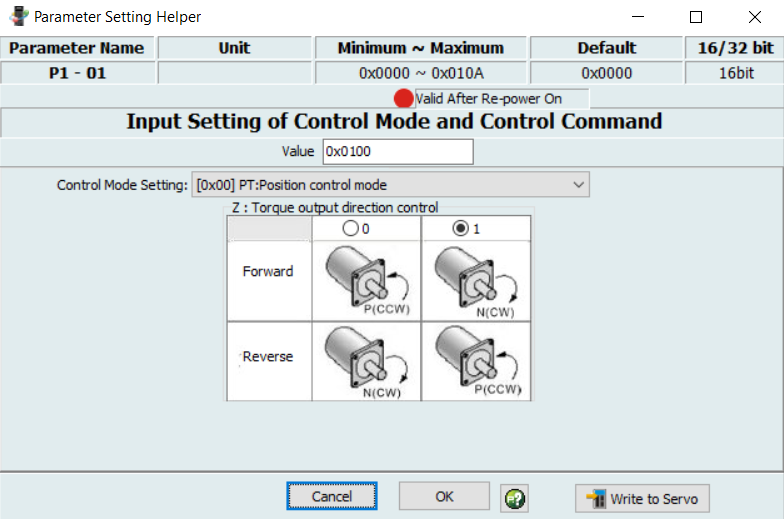 Parameter Setting Helper
Parameter Name Unit Minimum ~ Maximum Default 16/32 bit
P1 - 01 0x0000 ~ 0x010A 0x0000 16bit
Valid After Re-power On
Input Setting of Control Mode and Control Command
Value 0x0100
Control Mode Setting: [0x00] PT:Position control mode
Z : Torque output direction control
0 1
Forward
P(CCW) N(CW)
Reverse
N(CW) P(CCW)
Cancel OK Write to Servo